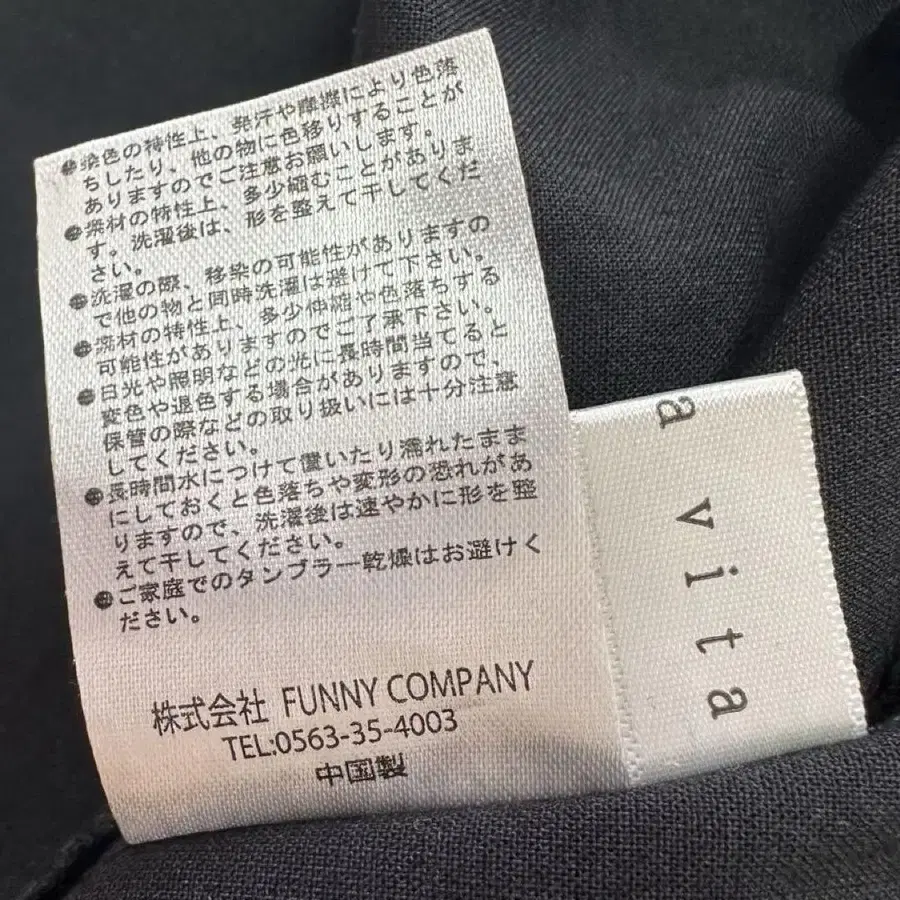 ●染色の特性上、発汗や摩擦により色落
ちしたり、他の物に色移りすることが
ありますのでご注意お願いします。
●素材の特性上、多少縮むことがありま
す。洗濯後は、形を整えて干してくだ
さい。
●洗濯の際、移染の可能性がありますの
で他の物と同時洗濯は避けて下さい。
●素材の特性上、多少伸縮や色落ちする
可能性がありますのでご了承下さい。
●日光や照明などの光に長時間当てると
変色や退色する場合がありますので、
保管の際などの取り扱いには十分注意
してください。
●長時間水につけて置いたり濡れたまま
にしておくと色落ちや変形の恐れがあ
りますので、洗濯後は速やかに形を整
えて干してください。
●ご家庭でのタンブラー乾燥はお避けく
ださい。
株式会社 FUNNY COMPANY
TEL:0563-35-4003
中国製
a vita